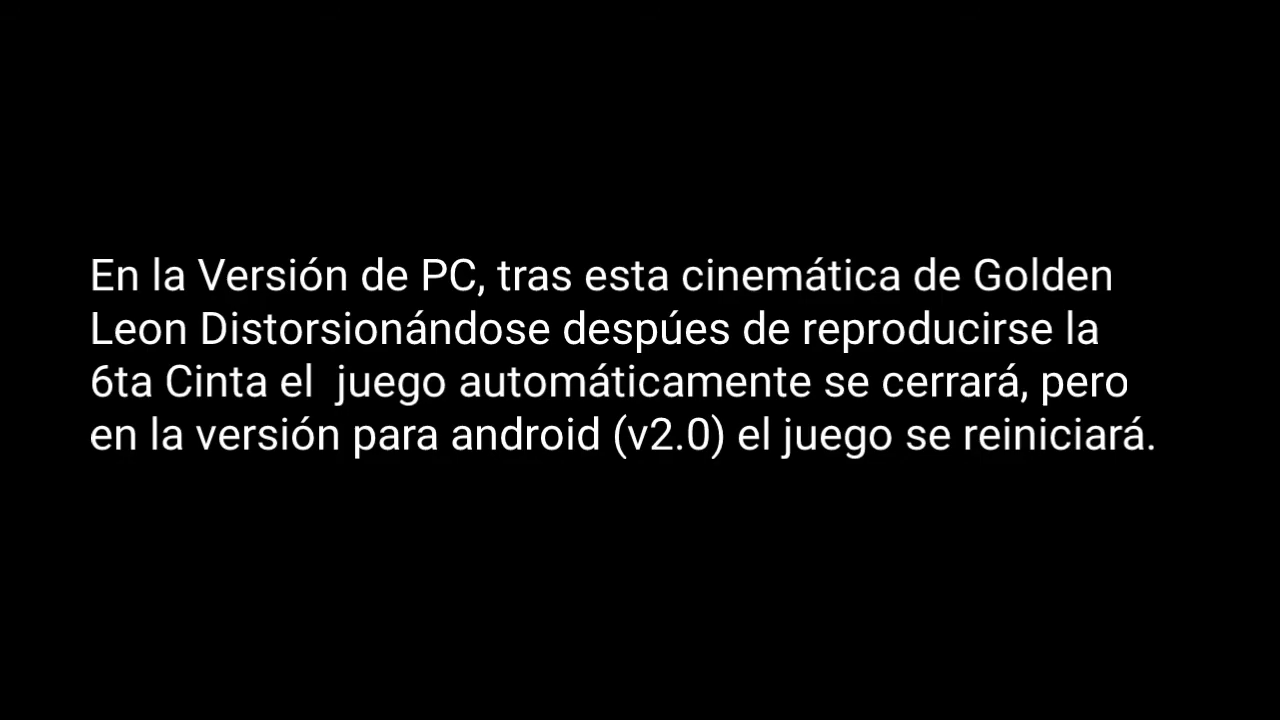 En la Versión de PC, tras esta cinemática de Golden
Leon Distorsionándose despúes de reproducirse la
6ta Cinta el  juego automáticamente se cerrará, pero
en la versión para android (v2.0) el juego se reiniciará.